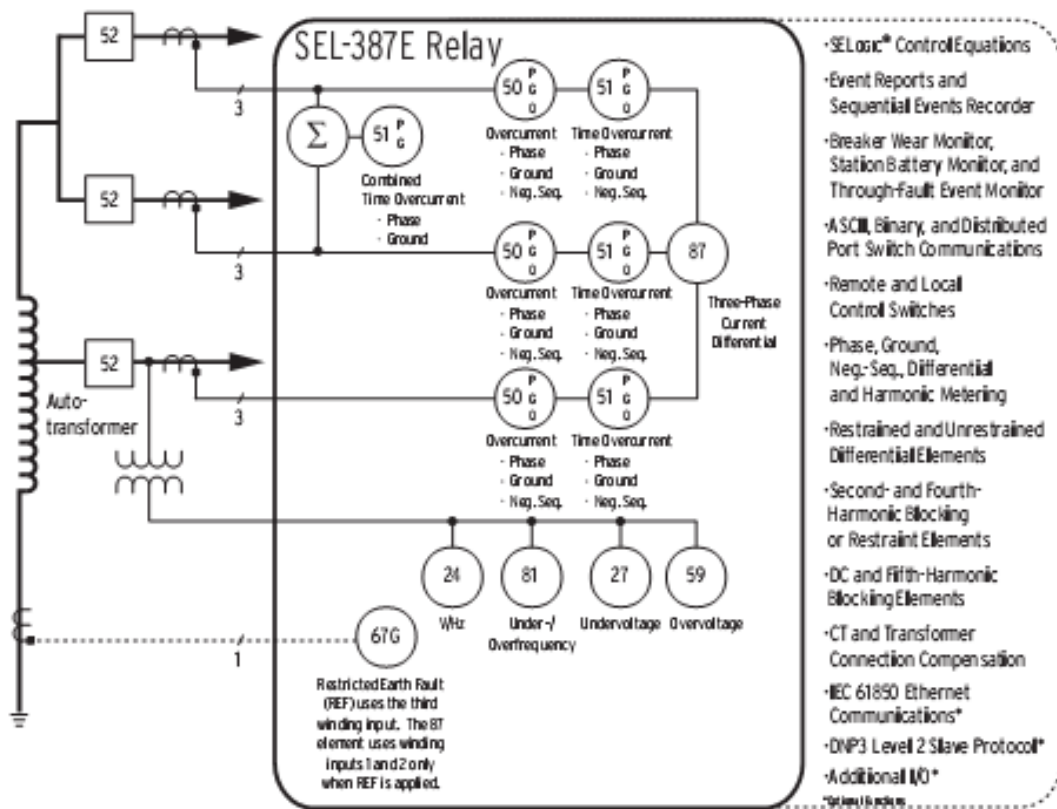 SEL-387E Relay
52
3
50 P G Q
51 P G Q
Σ
51 P G
Overcurrent
· Phase
· Ground
· Neg. Seq.
Time Overcurrent
· Phase
· Ground
· Neg. Seq.
Combined
Time Overcurrent
· Phase
· Ground
52
3
50 P G Q
51 P G Q
87
Overcurrent
· Phase
· Ground
· Neg. Seq.
Time Overcurrent
· Phase
· Ground
· Neg. Seq.
Three-Phase
Current
Differential
52
Auto-
transformer
3
50 P G Q
51 P G Q
Overcurrent
· Phase
· Ground
· Neg. Seq.
Time Overcurrent
· Phase
· Ground
· Neg. Seq.
24
V/Hz
81
Under-/
Overfrequency
27
Undervoltage
59
Overvoltage
1
67G
Restricted Earth Fault
(REF) uses the third
winding input. The 87
element uses winding
inputs 1 and 2 only
when REF is applied.
·SELogic® Control Equations
·Event Reports and
Sequential Events Recorder
·Breaker Wear Monitor,
Station Battery Monitor, and
Through-Fault Event Monitor
·ASCII, Binary, and Distributed
Port Switch Communications
·Remote and Local
Control Switches
·Phase, Ground,
Neg.-Seq., Differential
and Harmonic Metering
·Restrained and Unrestrained
Differential Elements
·Second- and Fourth-
Harmonic Blocking
or Restraint Elements
·DC and Fifth-Harmonic
Blocking Elements
·CT and Transformer
Connection Compensation
·IEC 61850 Ethernet
Communications*
·DNP3 Level 2 Slave Protocol*
·Additional I/O*
*Optional Functions